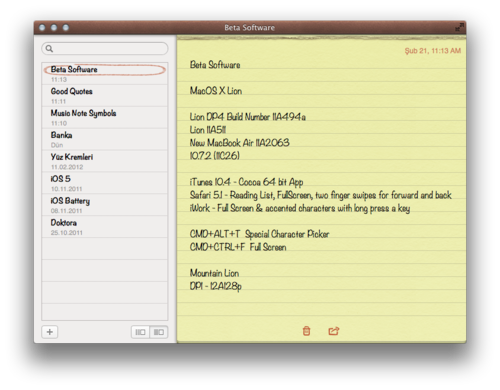 Beta Software
Beta Software
11:13
Good Quotes
11:11
Music Note Symbols
11:10
Banka
Dün
Yüz Kremleri
11.02.2012
iOS 5
10.11.2011
iOS Battery
08.11.2011
Doktora
25.10.2011
Şub 21, 11:13 AM
Beta Software
MacOS X Lion
Lion DP4 Build Number 11A494a
Lion 11A511
New MacBook Air 11A2063
10.7.2 (11C26)
iTunes 10.4 - Cocoa 64 bit App
Safari 5.1 - Reading List, FullScreen, two finger swipes for forward and back
iWork - Full Screen & accented characters with long press a key
CMD+ALT+T Special Character Picker
CMD+CTRL+F Full Screen
Mountain Lion
DP1 - 12A128p